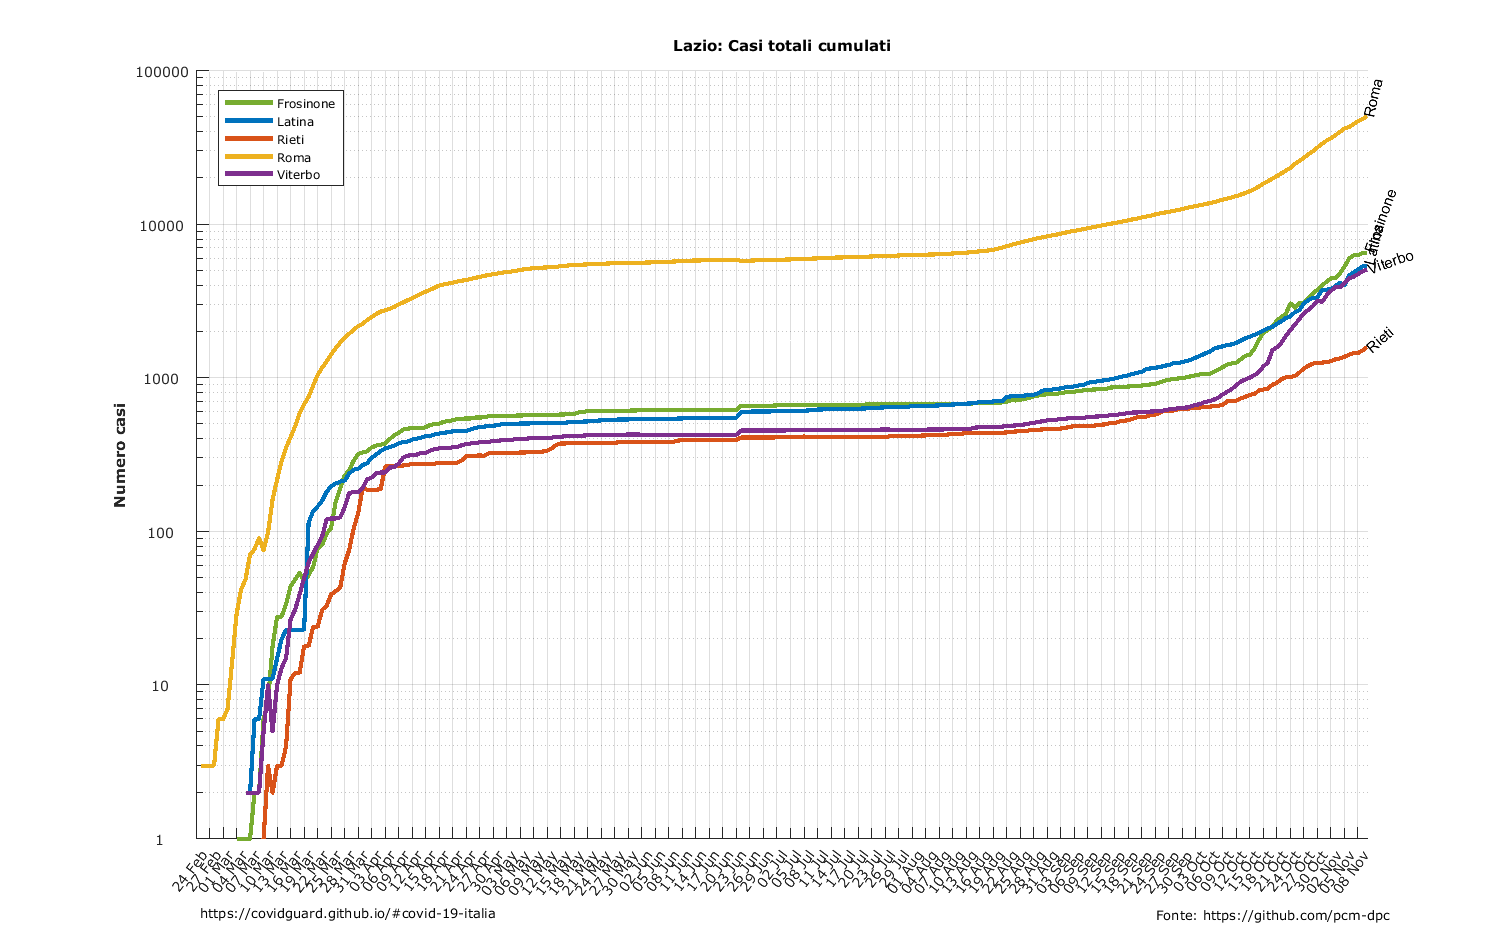 Lazio: Casi totali cumulati
100000
10000
1000
100
10
1
Numero casi
Frosinone
Latina
Rieti
Roma
Viterbo
Roma
Frosinone
Latina
Viterbo
Rieti
24 Feb
27 Feb
01 Mar
04 Mar
07 Mar
10 Mar
13 Mar
16 Mar
19 Mar
22 Mar
25 Mar
28 Mar
31 Mar
03 Apr
06 Apr
09 Apr
12 Apr
15 Apr
18 Apr
21 Apr
24 Apr
27 Apr
30 Apr
03 May
06 May
09 May
12 May
15 May
18 May
21 May
24 May
27 May
30 May
02 Jun
05 Jun
08 Jun
11 Jun
14 Jun
17 Jun
20 Jun
23 Jun
26 Jun
29 Jun
02 Jul
05 Jul
08 Jul
11 Jul
14 Jul
17 Jul
20 Jul
23 Jul
26 Jul
29 Jul
01 Aug
04 Aug
07 Aug
10 Aug
13 Aug
16 Aug
19 Aug
22 Aug
25 Aug
28 Aug
31 Aug
03 Sep
06 Sep
09 Sep
12 Sep
15 Sep
18 Sep
21 Sep
24 Sep
27 Sep
30 Sep
03 Oct
06 Oct
09 Oct
12 Oct
15 Oct
18 Oct
21 Oct
24 Oct
27 Oct
30 Oct
02 Nov
05 Nov
08 Nov
https://covidguard.github.io/#covid-19-italia
Fonte: https://github.com/pcm-dpc